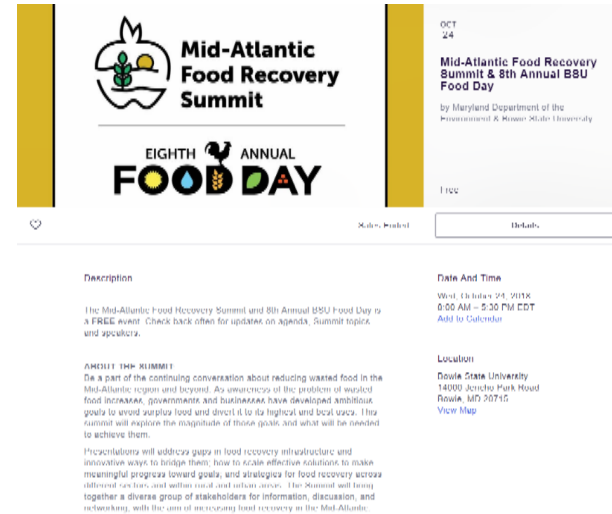 Mid-Atlantic
Food Recovery
Summit
EIGHTH ANNUAL
FOOD DAY
OCT
24
Mid-Atlantic Food Recovery
Summit & 8th Annual BSU
Food Day
by Maryland Department of the
Environment & Bowie State University
Free
Sales Ended
Details
Description
The Mid-Atlantic Food Recovery Summit and 8th Annual BSU Food Day is
a FREE event. Check back often for updates on agenda, Summit topics
and speakers.
ABOUT THE SUMMIT
Be a part of the continuing conversation about reducing wasted food in the
Mid-Atlantic region and beyond. As awareness of the problem of wasted
food increases, governments and businesses have developed ambitious
goals to avoid surplus food and divert it to its highest and best uses. This
summit will explore the magnitude of those goals and what will be needed
to achieve them.
Presentations will address gaps in food recovery infrastructure and
innovative ways to bridge them; how to scale effective solutions to make
meaningful progress toward goals, and strategies for food recovery across
different sectors and within rural and urban areas. The Summit will bring
together a diverse group of stakeholders for information, discussion, and
networking, with the aim of increasing food recovery in the Mid-Atlantic.
Date And Time
Wed, October 24, 2018
AM – 5:30 PM EDT
Add to Calendar
Location
Bowie State University
14000 Jericho Park Road
Bowie, MD 20715
View Map